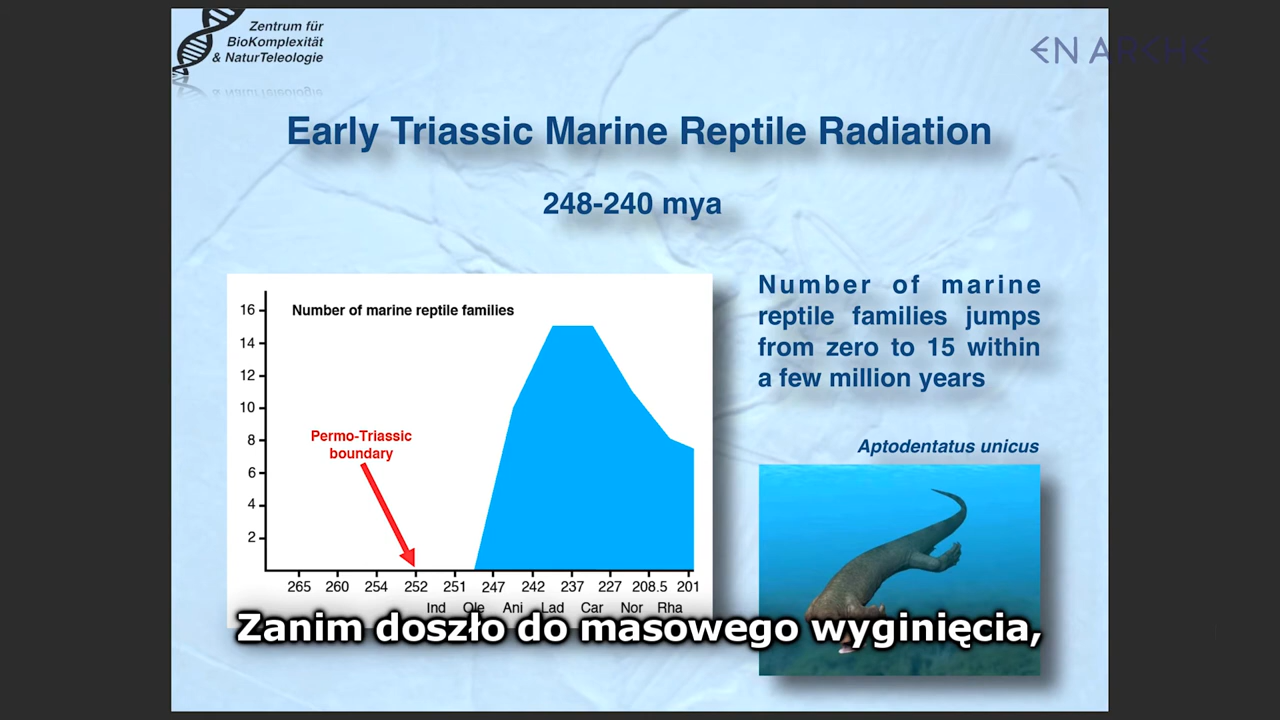 Zentrum für
BioKomplexität
& NaturTeleologie
EN ARCHE
Early Triassic Marine Reptile Radiation
248-240 mya
Number of marine reptile families
16
14
12
10
8
6
4
2
Permo-Triassic
boundary
265 260 254 252 251 247 242 237 227 208.5 201
Ind Ole Ani Lad Car Nor Rha
Number of marine
reptile families jumps
from zero to 15 within
a few million years
Aptodentatus unicus
Zanim doszło do masowego wyginięcia,